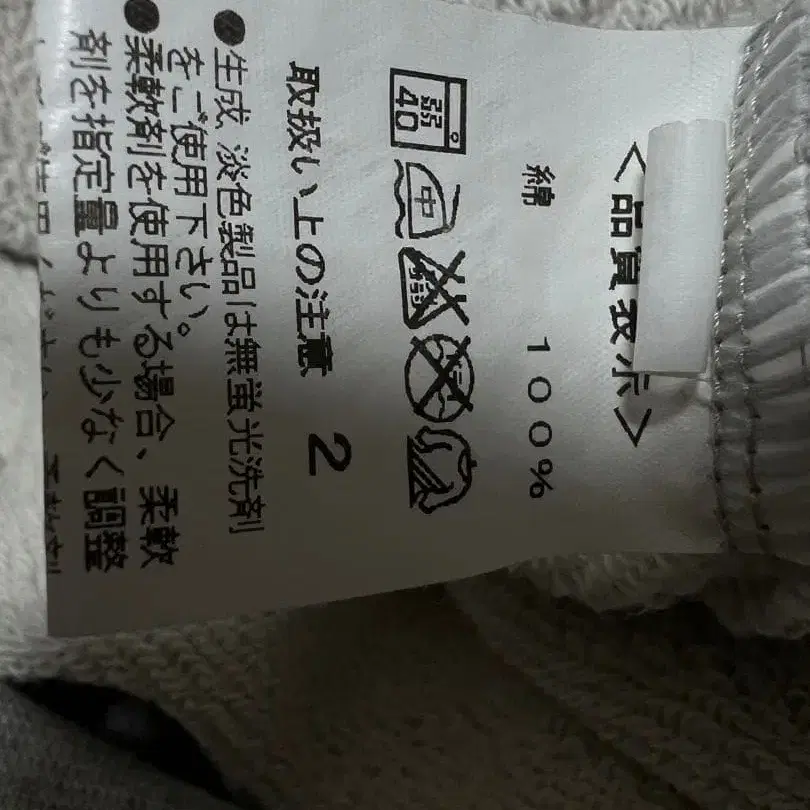 <品質表示>
綿 100%
40
中
取扱い上の注意 2
●生成、淡色製品は無蛍光洗剤
をご使用下さい。
●柔軟剤を使用する場合、柔軟
剤を指定量よりも少なく調整